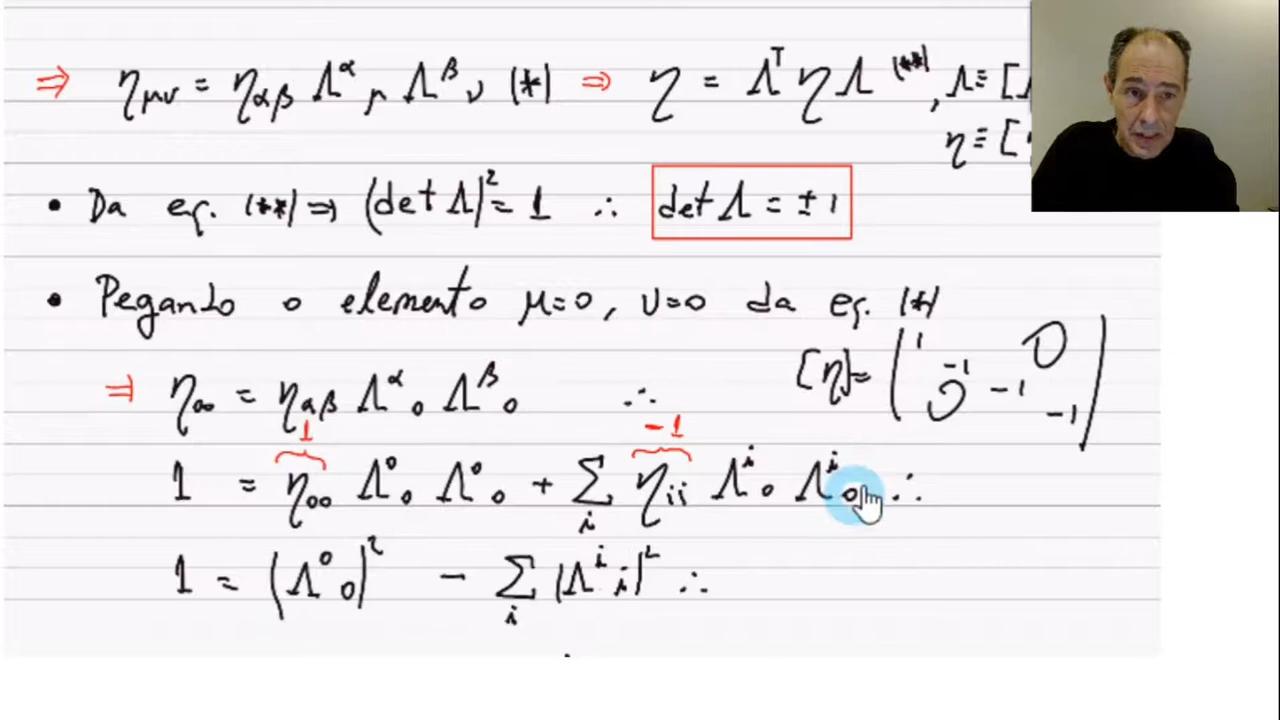 ⇒ η_μν = η_αβ Λ^α_μ Λ^β_ν (*) ⇒ η = Λ^T η Λ (**), Λ ≡ [
η ≡ [
• Da eq. (**) ⇒ (det Λ)^2 = 1 ∴ det Λ = ± 1
• Pegando o elemento μ=0, ν=0 da eq. (*)
[η] = ( 1 -1 -1 -1 0 0 )
⇒ η_00 = η_αβ Λ^α_0 Λ^β_0 ∴
1 -1
1 = η_00 Λ^0_0 Λ^0_0 + Σ_i η_ii Λ^i_0 Λ^i_0 ∴
1 = (Λ^0_0)^2 - Σ_i (Λ^i_i)^2 ∴